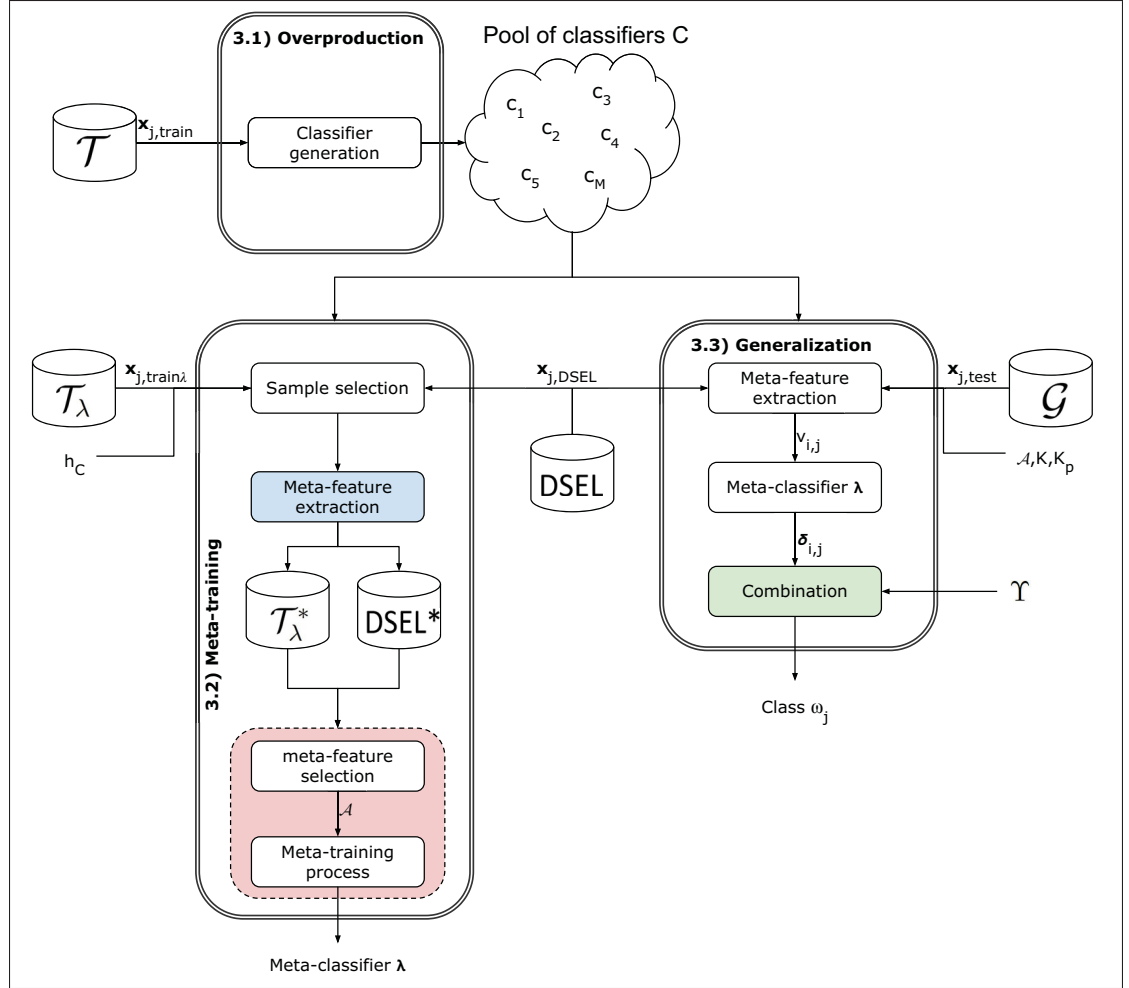 3.1) Overproduction
Pool of classifiers C
𝒯
x_j,train
Classifier
generation
c_1
c_2
c_3
c_4
c_5
c_M
3.2) Meta-training
𝒯_λ
x_j,trainλ
h_C
Sample selection
x_j,DSEL
DSEL
Meta-feature
extraction
𝒯_λ^*
DSEL*
meta-feature
selection
𝒜
Meta-training
process
Meta-classifier λ
3.3) Generalization
Meta-feature
extraction
x_j,test
𝒢
𝒜,K,K_p
v_i,j
Meta-classifier λ
δ_i,j
Combination
ϒ
Class ω_j